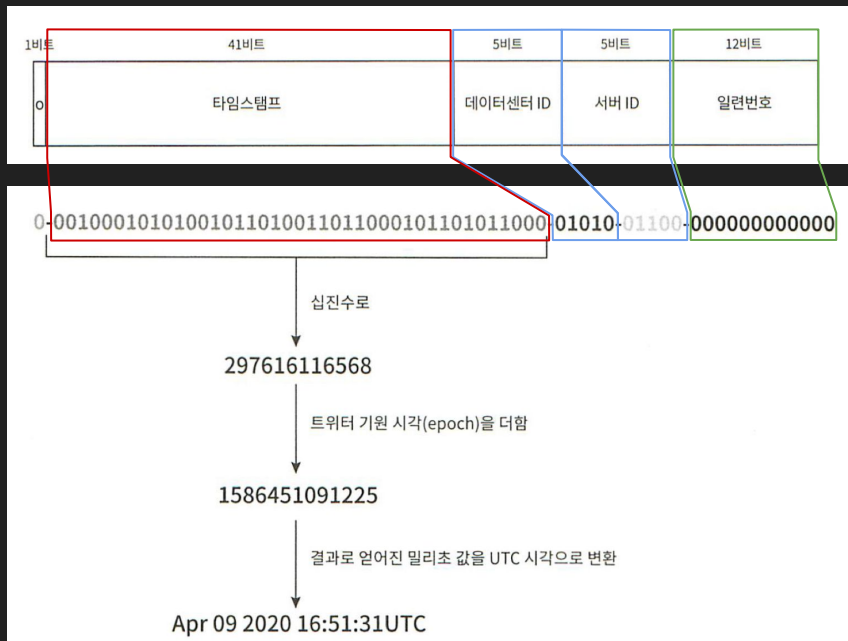 1비트 41비트 5비트 5비트 12비트
0 타임스탬프 데이터센터 ID 서버 ID 일련번호
0-00100010101001011010011011000101101011000-01010-01100-000000000000
십진수로
297616116568
트위터 기원 시각(epoch)을 더함
1586451091225
결과로 얻어진 밀리초 값을 UTC 시각으로 변환
Apr 09 2020 16:51:31UTC